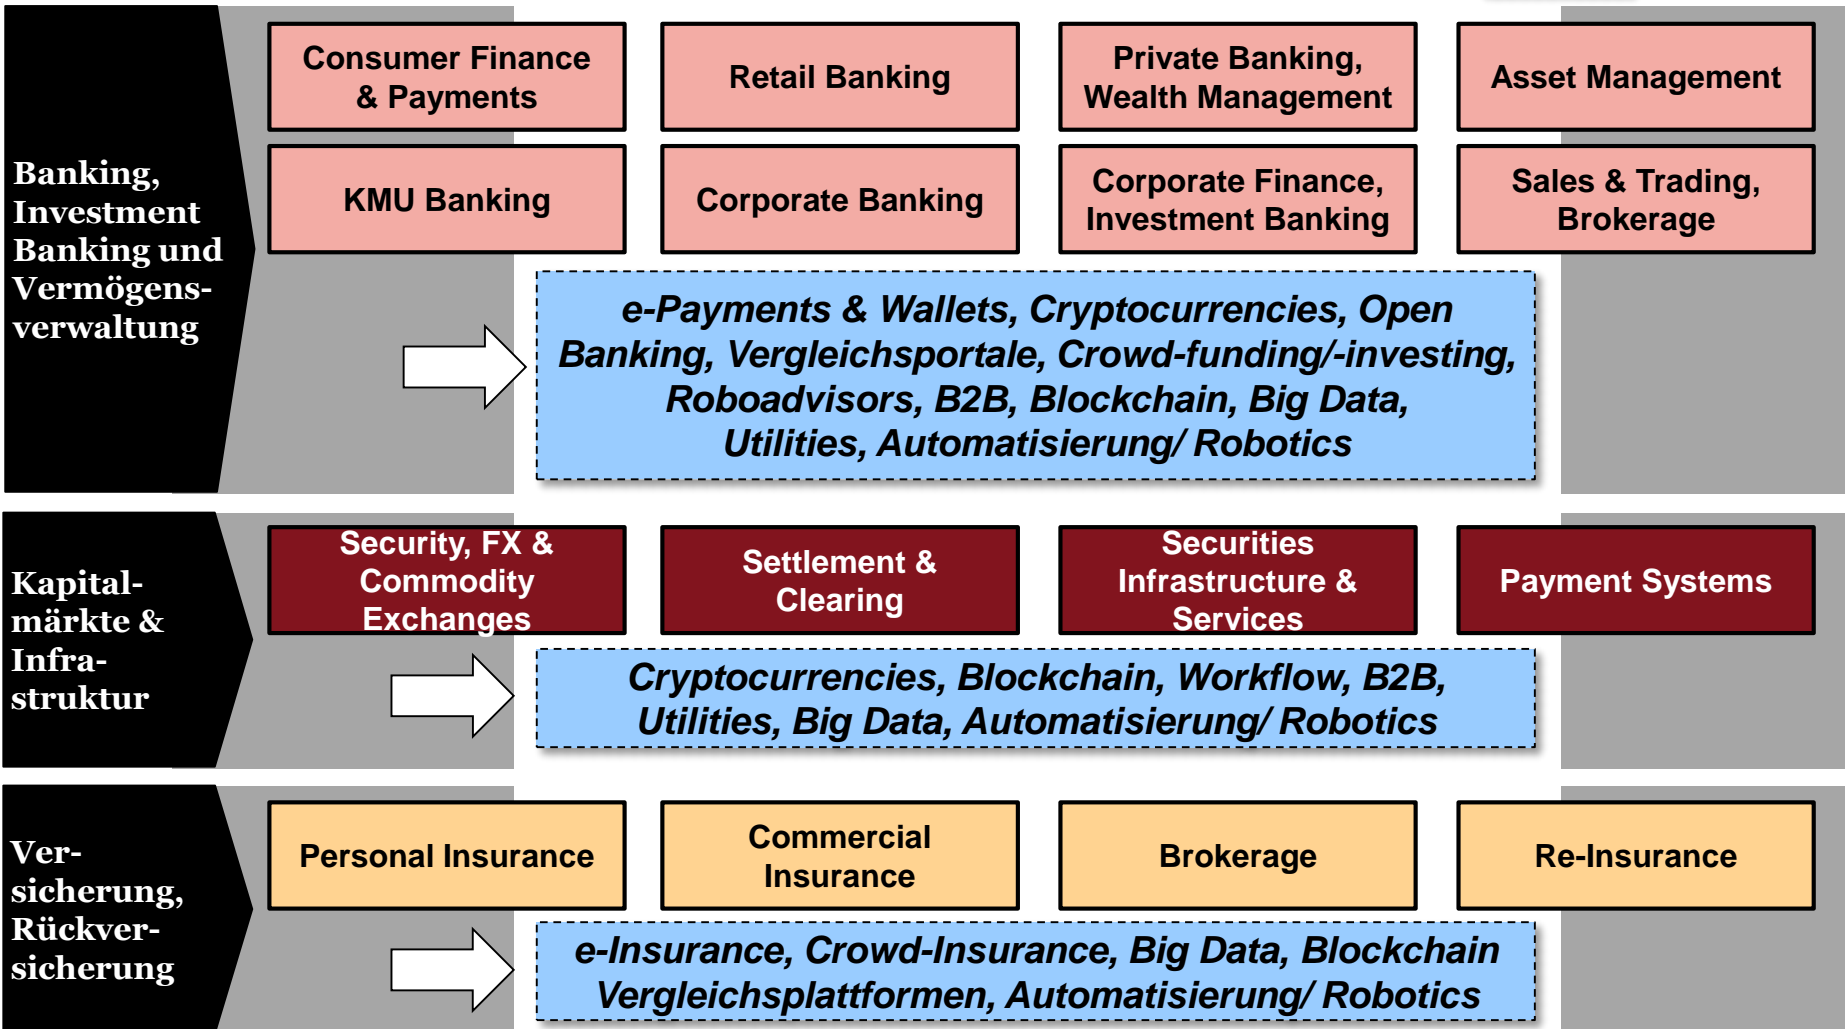 Banking,
Investment
Banking und
Vermögens-
verwaltung
Consumer Finance
& Payments
Retail Banking
Private Banking,
Wealth Management
Asset Management
KMU Banking
Corporate Banking
Corporate Finance,
Investment Banking
Sales & Trading,
Brokerage
e-Payments & Wallets, Cryptocurrencies, Open
Banking, Vergleichsportale, Crowd-funding/-investing,
Roboadvisors, B2B, Blockchain, Big Data,
Utilities, Automatisierung/ Robotics
Kapital-
märkte &
Infra-
struktur
Security, FX &
Commodity
Exchanges
Settlement &
Clearing
Securities
Infrastructure &
Services
Payment Systems
Cryptocurrencies, Blockchain, Workflow, B2B,
Utilities, Big Data, Automatisierung/ Robotics
Ver-
sicherung,
Rückver-
sicherung
Personal Insurance
Commercial
Insurance
Brokerage
Re-Insurance
e-Insurance, Crowd-Insurance, Big Data, Blockchain
Vergleichsplattformen, Automatisierung/ Robotics